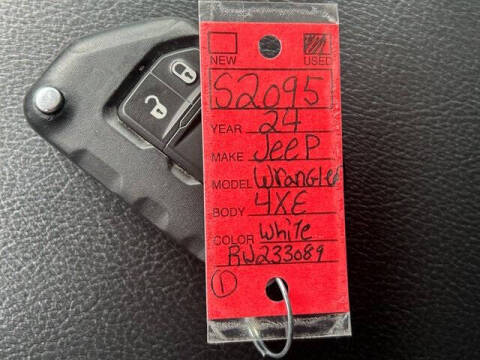 NEW USED
S2095
YEAR 24
MAKE Jeep
MODEL Wrangler
BODY 4XE
COLOR White
RW233089
1